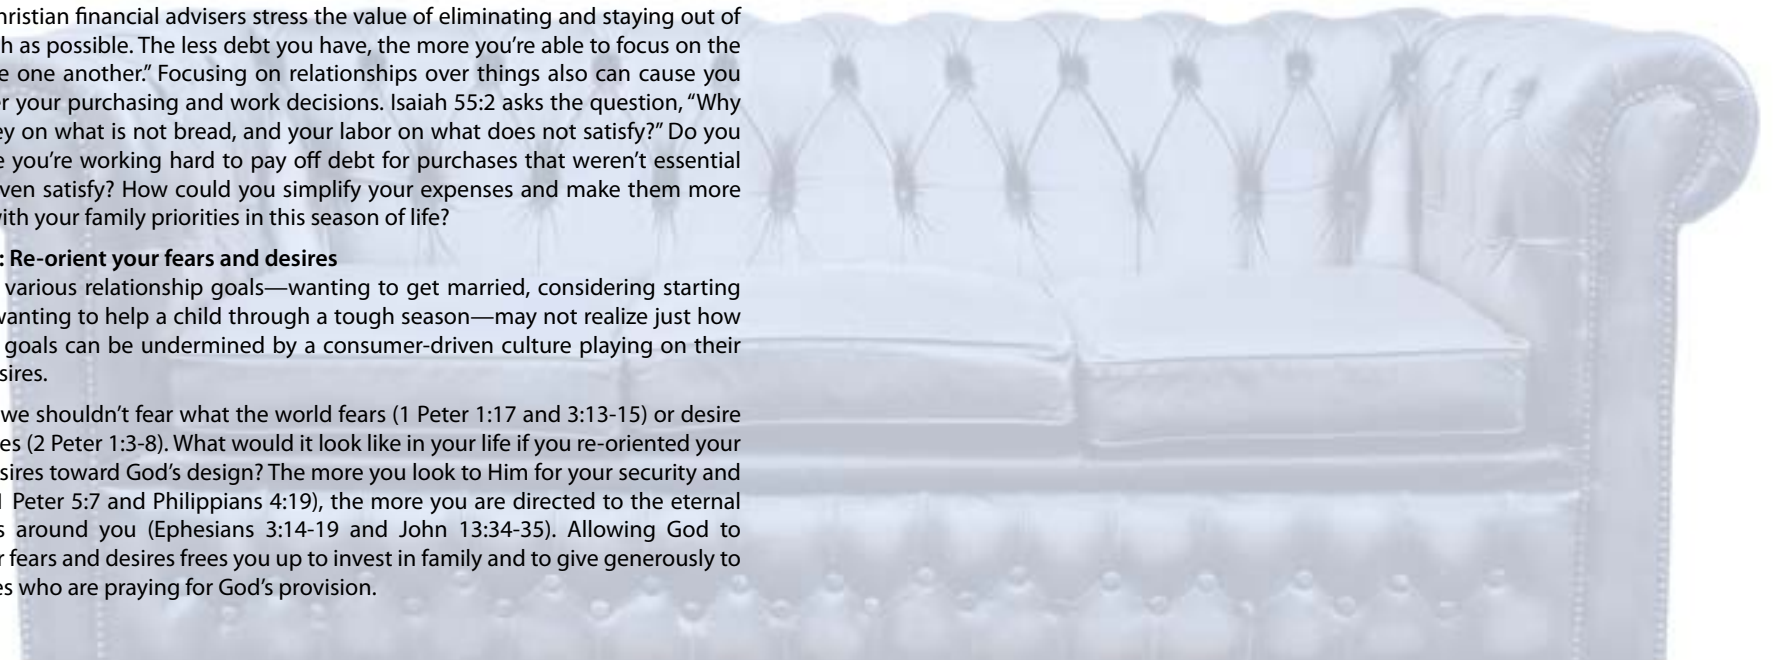 hristian financial advisers stress the value of eliminating and staying out of
h as possible. The less debt you have, the more you’re able to focus on the
e one another.” Focusing on relationships over things also can cause you
er your purchasing and work decisions. Isaiah 55:2 asks the question, “Why
ey on what is not bread, and your labor on what does not satisfy?” Do you
e you’re working hard to pay off debt for purchases that weren’t essential
ven satisfy? How could you simplify your expenses and make them more
with your family priorities in this season of life?
: Re-orient your fears and desires
various relationship goals—wanting to get married, considering starting
wanting to help a child through a tough season—may not realize just how
goals can be undermined by a consumer-driven culture playing on their
sires.
we shouldn’t fear what the world fears (1 Peter 1:17 and 3:13-15) or desire
es (2 Peter 1:3-8). What would it look like in your life if you re-oriented your
sires toward God’s design? The more you look to Him for your security and
1 Peter 5:7 and Philippians 4:19), the more you are directed to the eternal
s around you (Ephesians 3:14-19 and John 13:34-35). Allowing God to
r fears and desires frees you up to invest in family and to give generously to
es who are praying for God’s provision.